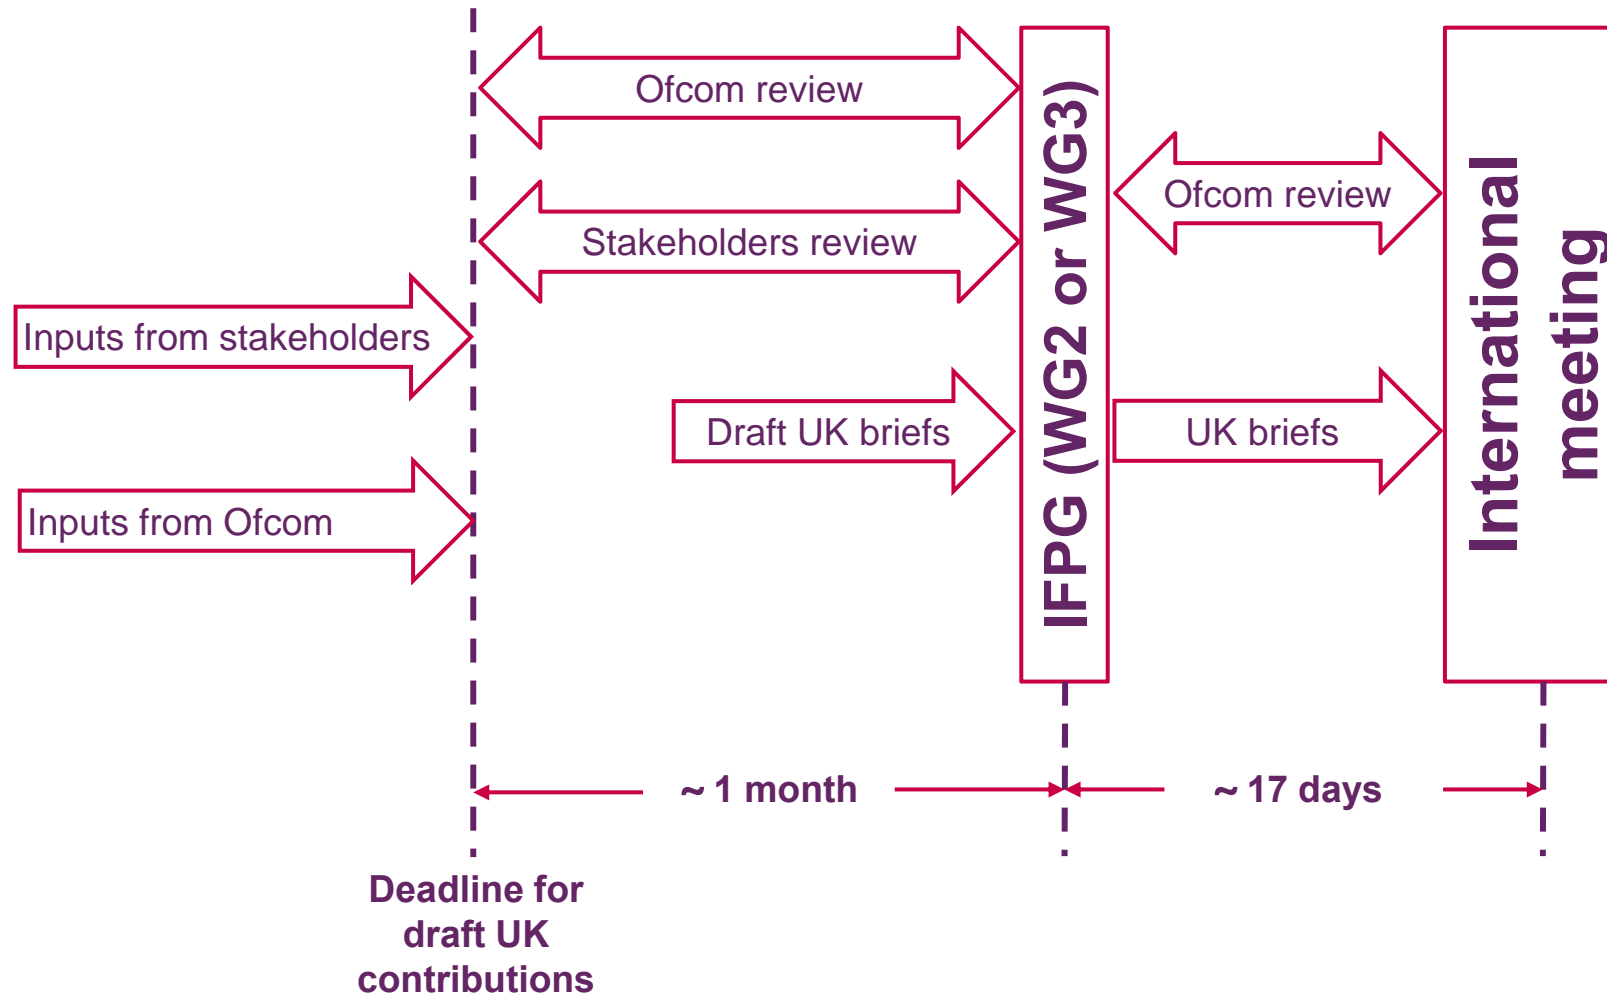 Ofcom review
Stakeholders review
Inputs from stakeholders
Draft UK briefs
Inputs from Ofcom
IFPG (WG2 or WG3)
Ofcom review
UK briefs
International
meeting
~ 1 month
~ 17 days
Deadline for
draft UK
contributions